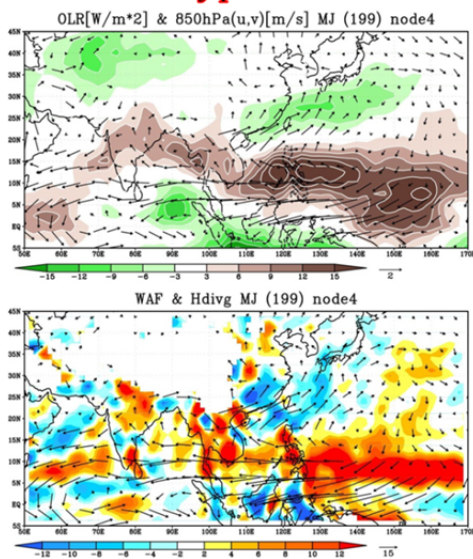 OLR[W/m*2] & 850hPa(u,v)[m/s] MJ (199) node4
45N
40N
35N
30N
25N
20N
15N
10N
5N
EQ
5S
50E 60E 70E 80E 90E 100E 110E 120E 130E 140E 150E 160E 170E
-15 -12 -9 -6 -3 3 6 9 12 15 2
WAF & Hdivg MJ (199) node4
45N
40N
35N
30N
25N
20N
15N
10N
5N
EQ
5S
50E 60E 70E 80E 90E 100E 110E 120E 130E 140E 150E 160E 170E
-12 -10 -8 -6 -4 -2 2 4 6 8 10 15